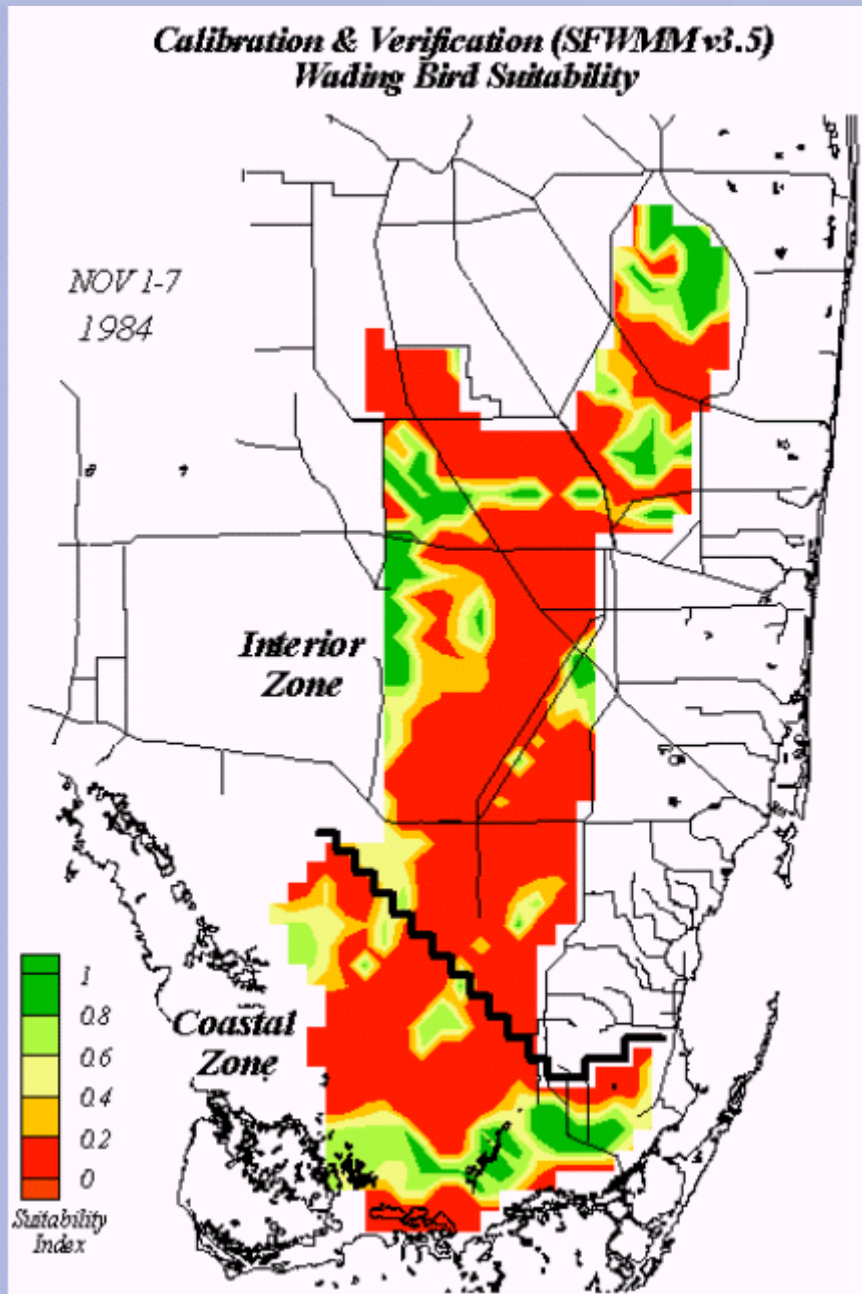 Calibration & Verification (SFWMM v3.5)
Wading Bird Suitability
NOV 1-7
1984
Interior
Zone
Coastal
Zone
1
0.8
0.6
0.4
0.2
0
Suitability
Index